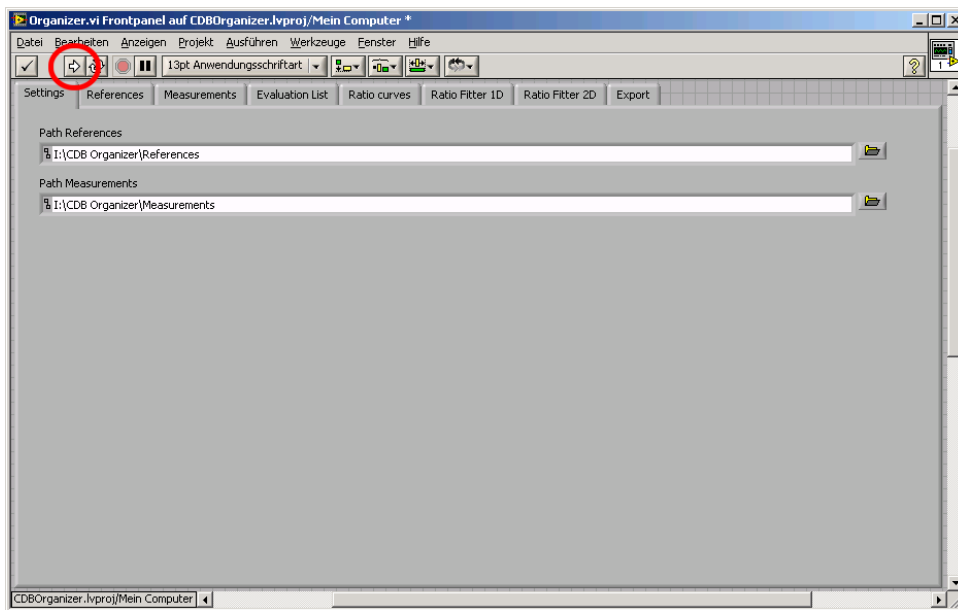 Organizer.vi Frontpanel auf CDBOrganizer.lvproj/Mein Computer *
Datei Bearbeiten Anzeigen Projekt Ausführen Werkzeuge Fenster Hilfe
13pt Anwendungsschriftart
Settings References Measurements Evaluation List Ratio curves Ratio Fitter 1D Ratio Fitter 2D Export
Path References
I:\CDB Organizer\References
Path Measurements
I:\CDB Organizer\Measurements
CDBOrganizer.lvproj/Mein Computer